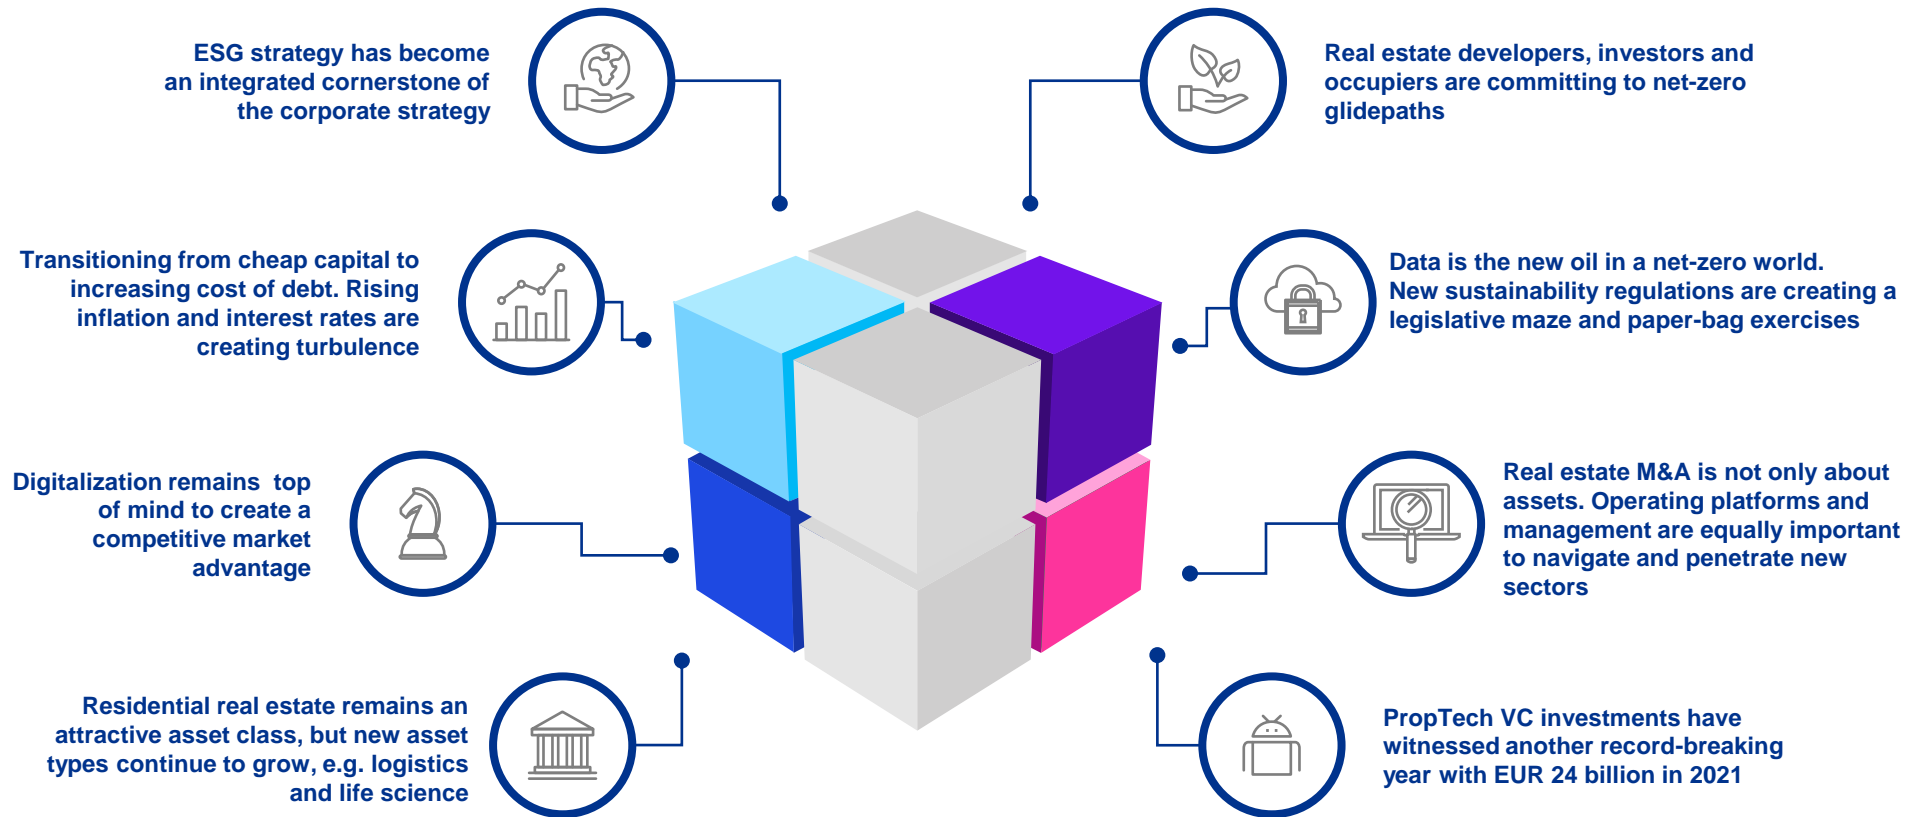 ESG strategy has become
an integrated cornerstone of
the corporate strategy
Real estate developers, investors and
occupiers are committing to net-zero
glidepaths
Transitioning from cheap capital to
increasing cost of debt. Rising
inflation and interest rates are
creating turbulence
Data is the new oil in a net-zero world.
New sustainability regulations are creating a
legislative maze and paper-bag exercises
Digitalization remains  top
of mind to create a
competitive market
advantage
Real estate M&A is not only about
assets. Operating platforms and
management are equally important
to navigate and penetrate new
sectors
Residential real estate remains an
attractive asset class, but new asset
types continue to grow, e.g. logistics
and life science
PropTech VC investments have
witnessed another record-breaking
year with EUR 24 billion in 2021